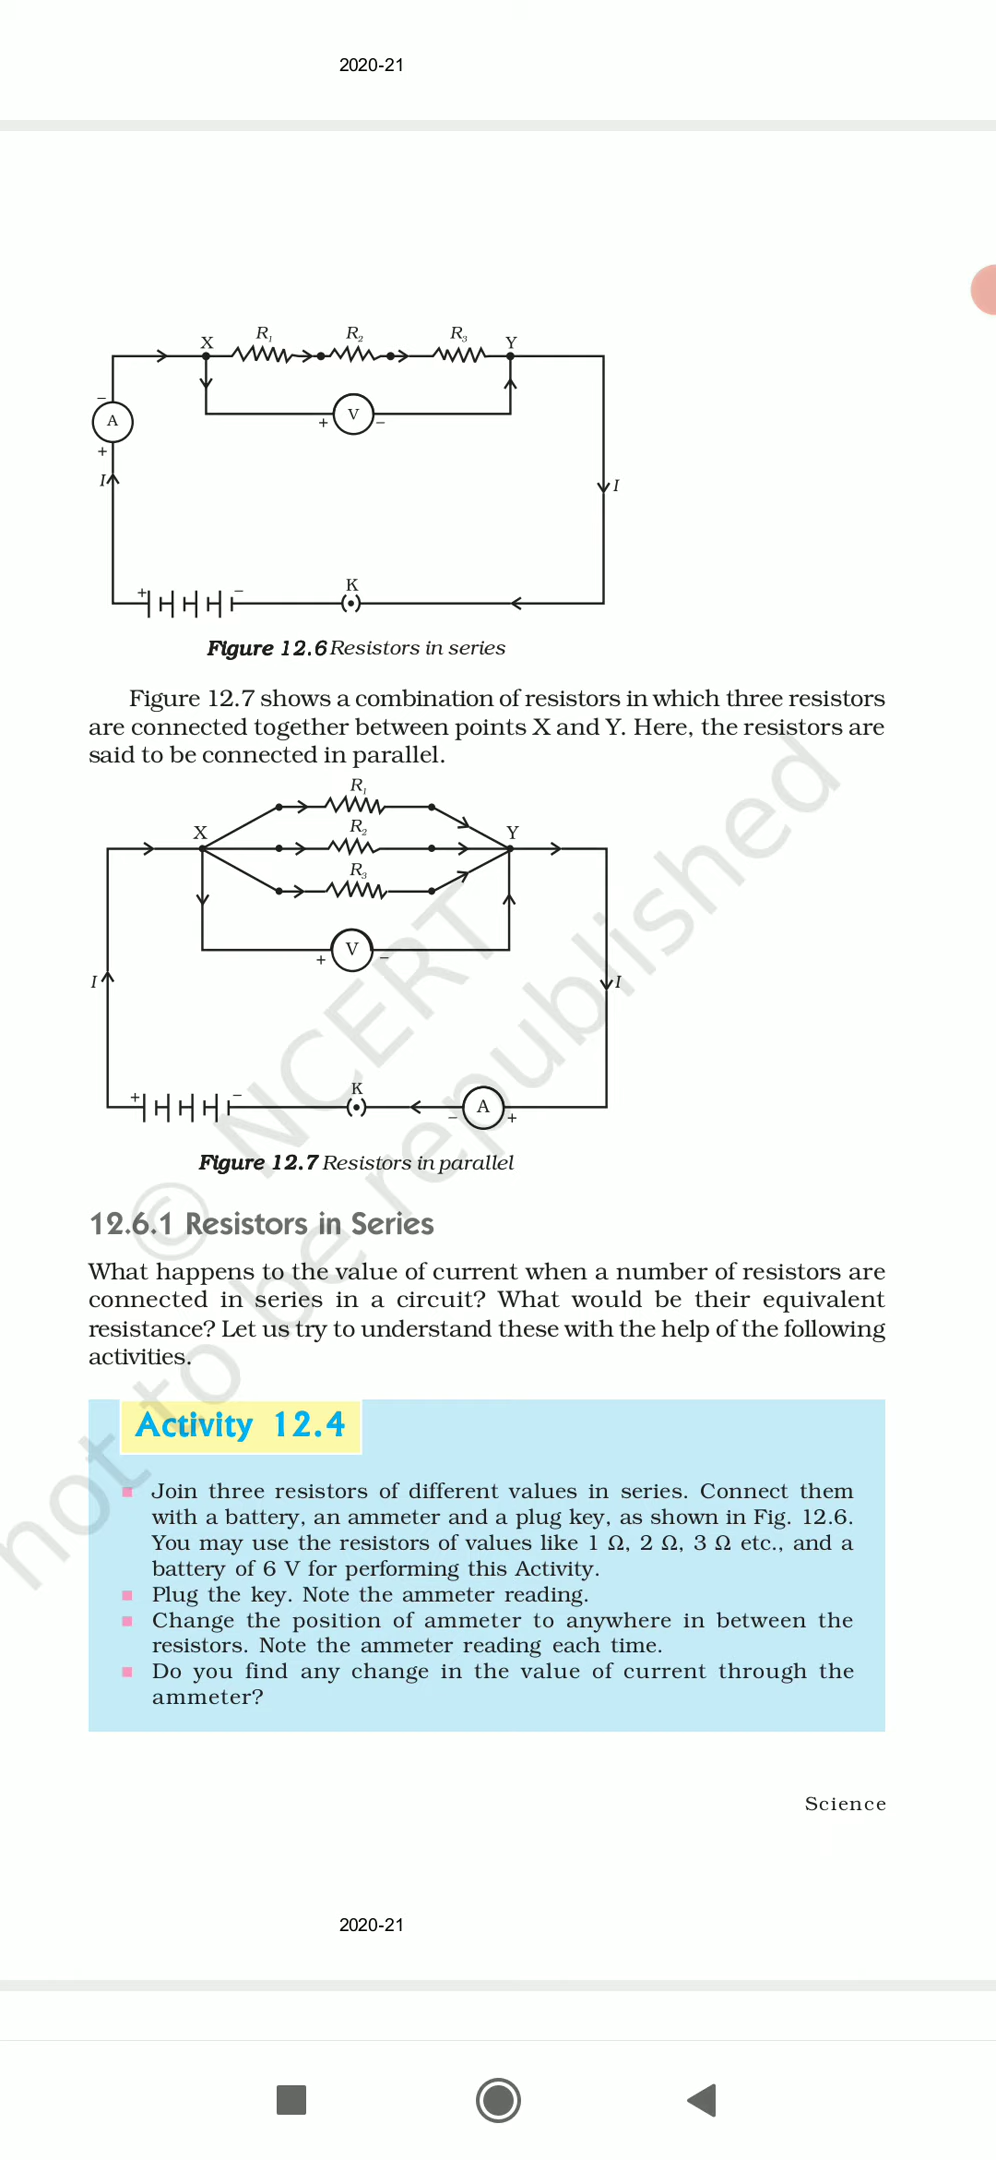 2020-21
X R₁ R₂ R₃ Y
−
A
+ V −
+
I I
+ − K
Figure 12.6 Resistors in series
Figure 12.7 shows a combination of resistors in which three resistors
are connected together between points X and Y. Here, the resistors are
said to be connected in parallel.
R₁
X R₂ Y
R₃
V
+ −
I I
+ − K
− A +
Figure 12.7 Resistors in parallel
12.6.1 Resistors in Series
What happens to the value of current when a number of resistors are
connected in series in a circuit? What would be their equivalent
resistance? Let us try to understand these with the help of the following
activities.
Activity 12.4
Join three resistors of different values in series. Connect them
with a battery, an ammeter and a plug key, as shown in Fig. 12.6.
You may use the resistors of values like 1 Ω, 2 Ω, 3 Ω etc., and a
battery of 6 V for performing this Activity.
Plug the key. Note the ammeter reading.
Change the position of ammeter to anywhere in between the
resistors. Note the ammeter reading each time.
Do you find any change in the value of current through the
ammeter?
Science
2020-21
© NCERT
not to be republished